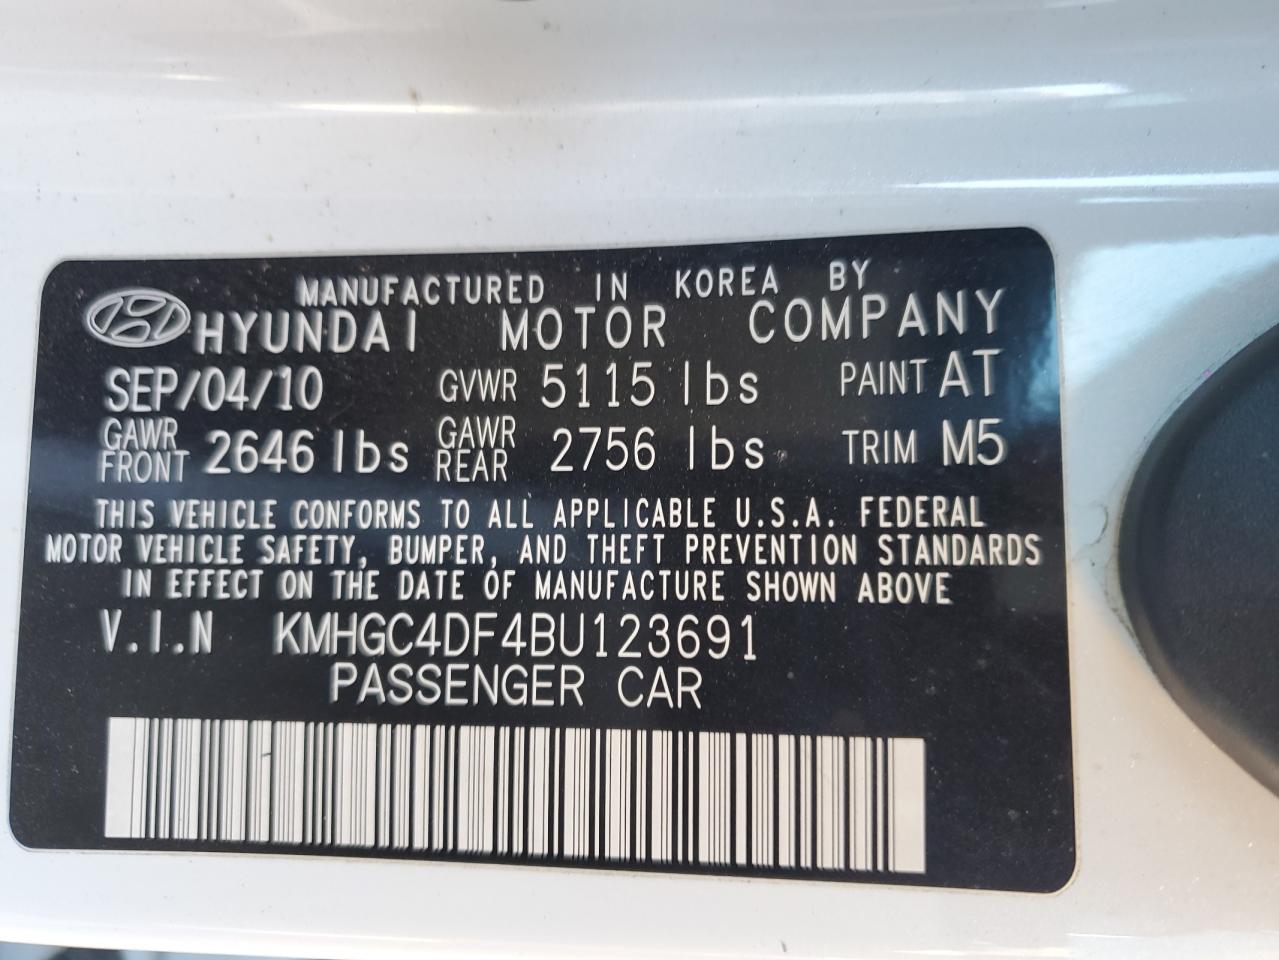 MANUFACTURED IN KOREA BY
HYUNDAI MOTOR COMPANY
SEP/04/10 GVWR 5115 lbs PAINT AT
GAWR FRONT 2646 lbs GAWR REAR 2756 lbs TRIM M5
THIS VEHICLE CONFORMS TO ALL APPLICABLE U.S.A. FEDERAL
MOTOR VEHICLE SAFETY, BUMPER, AND THEFT PREVENTION STANDARDS
IN EFFECT ON THE DATE OF MANUFACTURE SHOWN ABOVE
V.I.N KMHGC4DF4BU123691
PASSENGER CAR